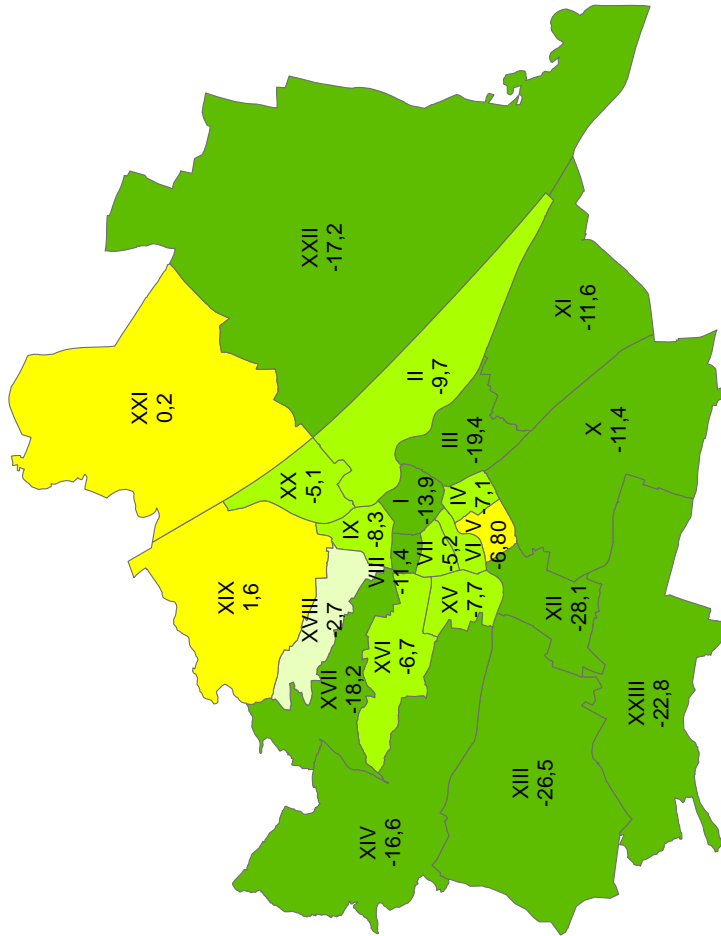 XXI
0,2
XIX
1,6
XXII
-17,2
XX
-5,1
XVIII
-2,7
XVII
-18,2
IX
-8,3
II
-9,7
XIV
-16,6
XVI
-6,7
VIII
-11,4
I
-13,9
III
-19,4
VII
-5,2
XV
-7,7
IV
-7,1
VI
V
-6,80
XI
-11,6
X
-11,4
XII
-28,1
XIII
-26,5
XXIII
-22,8